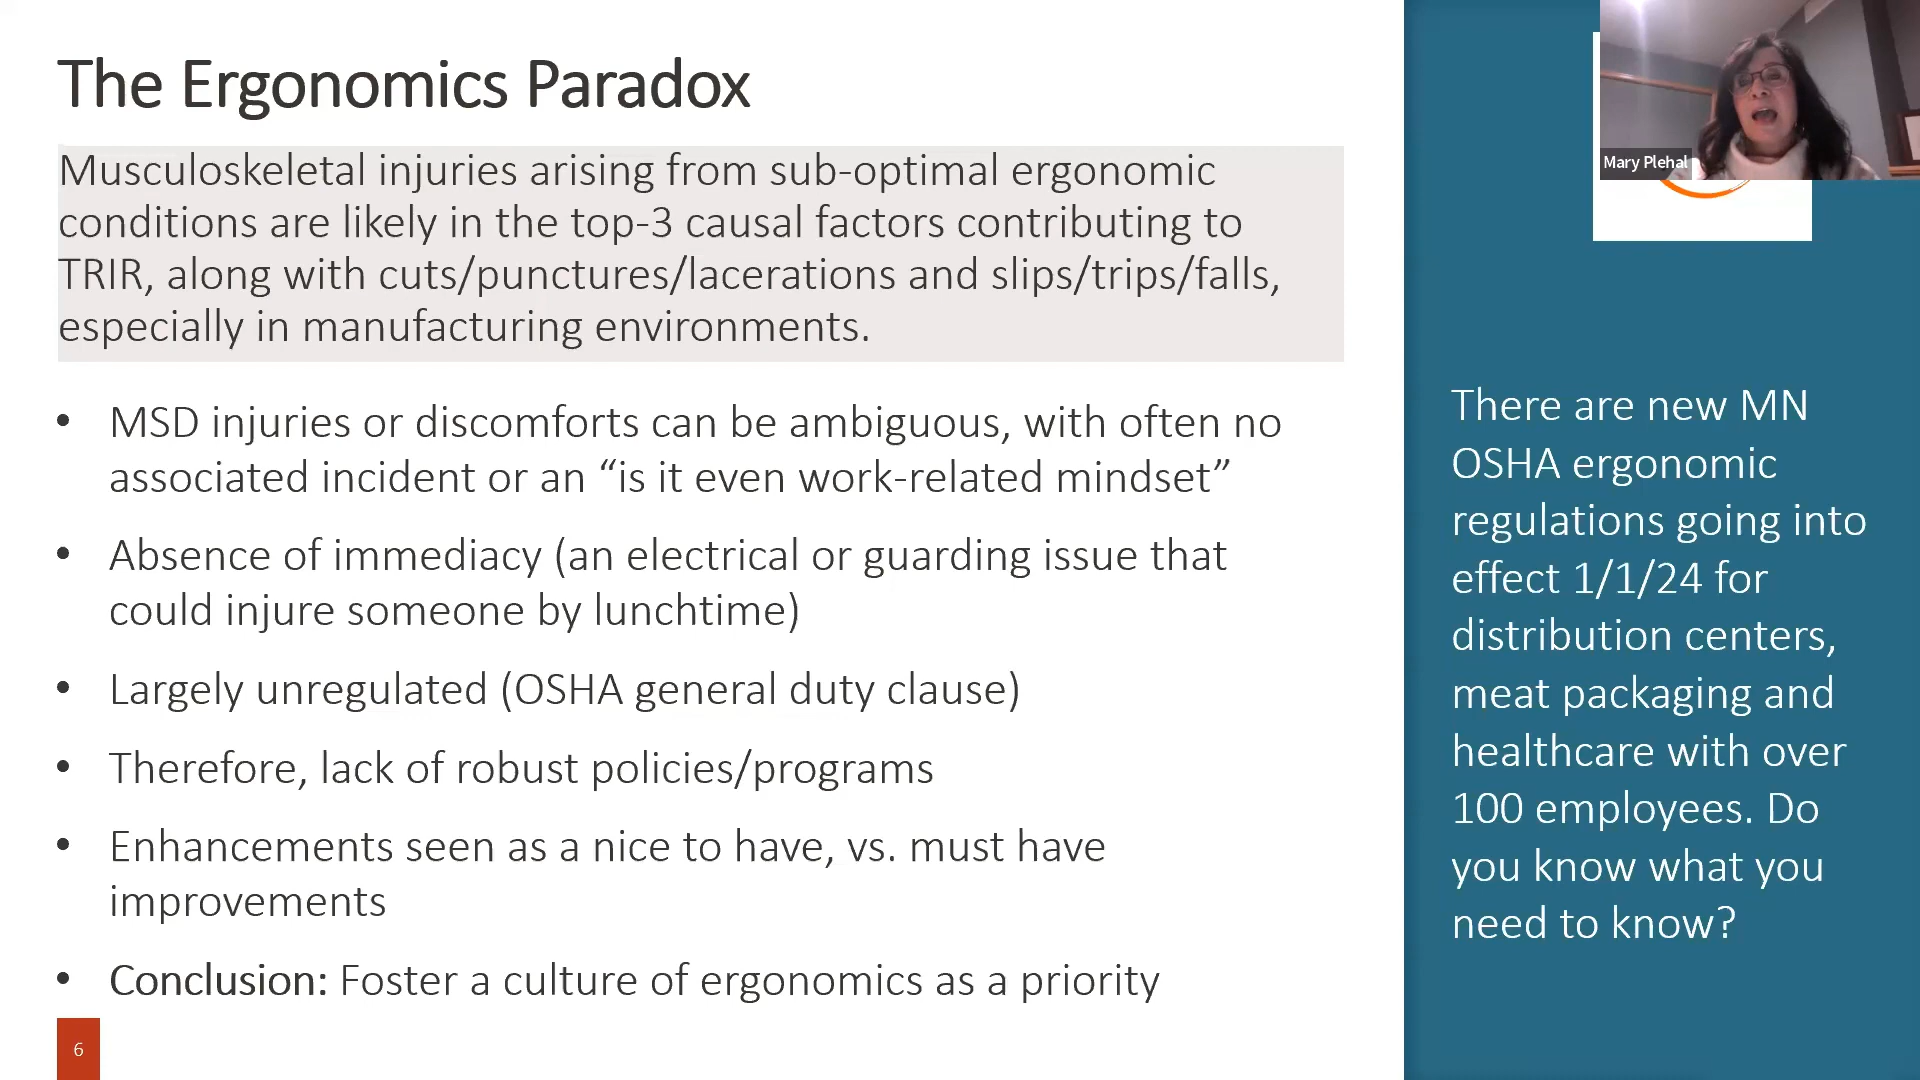 The Ergonomics Paradox
Musculoskeletal injuries arising from sub-optimal ergonomic
conditions are likely in the top-3 causal factors contributing to
TRIR, along with cuts/punctures/lacerations and slips/trips/falls,
especially in manufacturing environments.
• MSD injuries or discomforts can be ambiguous, with often no
associated incident or an “is it even work-related mindset”
• Absence of immediacy (an electrical or guarding issue that
could injure someone by lunchtime)
• Largely unregulated (OSHA general duty clause)
• Therefore, lack of robust policies/programs
• Enhancements seen as a nice to have, vs. must have
improvements
• Conclusion: Foster a culture of ergonomics as a priority
6
Mary Plehal
There are new MN
OSHA ergonomic
regulations going into
effect 1/1/24 for
distribution centers,
meat packaging and
healthcare with over
100 employees. Do
you know what you
need to know?